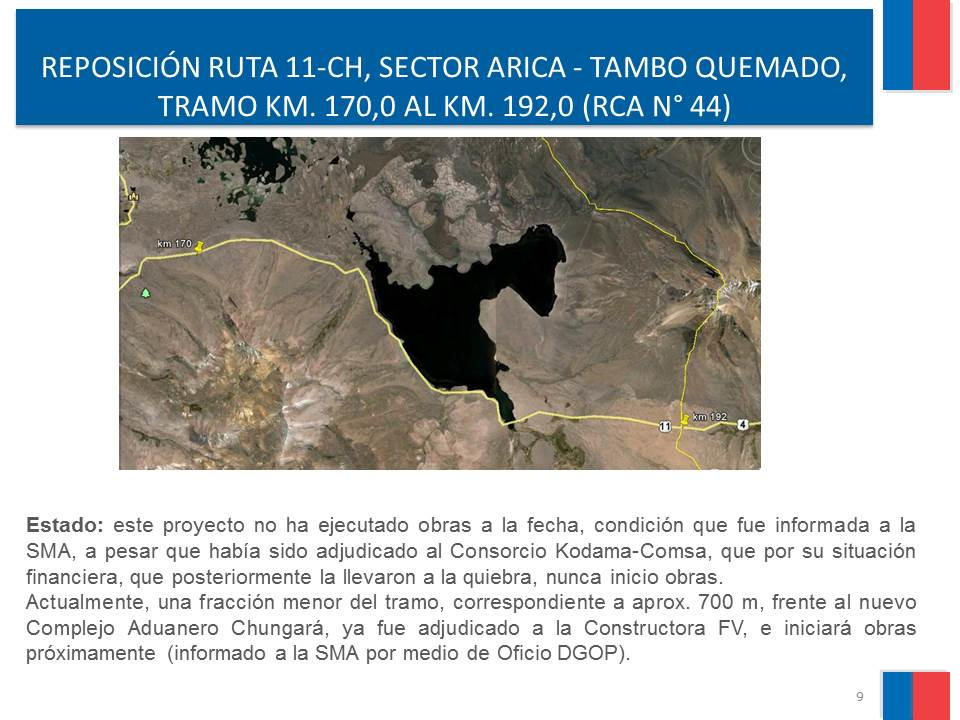 REPOSICIÓN RUTA 11-CH, SECTOR ARICA - TAMBO QUEMADO,
TRAMO KM. 170,0 AL KM. 192,0 (RCA N° 44)
km 170
km 192
11
4
Estado: este proyecto no ha ejecutado obras a la fecha, condición que fue informada a la
SMA, a pesar que había sido adjudicado al Consorcio Kodama-Comsa, que por su situación
financiera, que posteriormente la llevaron a la quiebra, nunca inicio obras.
Actualmente, una fracción menor del tramo, correspondiente a aprox. 700 m, frente al nuevo
Complejo Aduanero Chungará, ya fue adjudicado a la Constructora FV, e iniciará obras
próximamente (informado a la SMA por medio de Oficio DGOP).
9